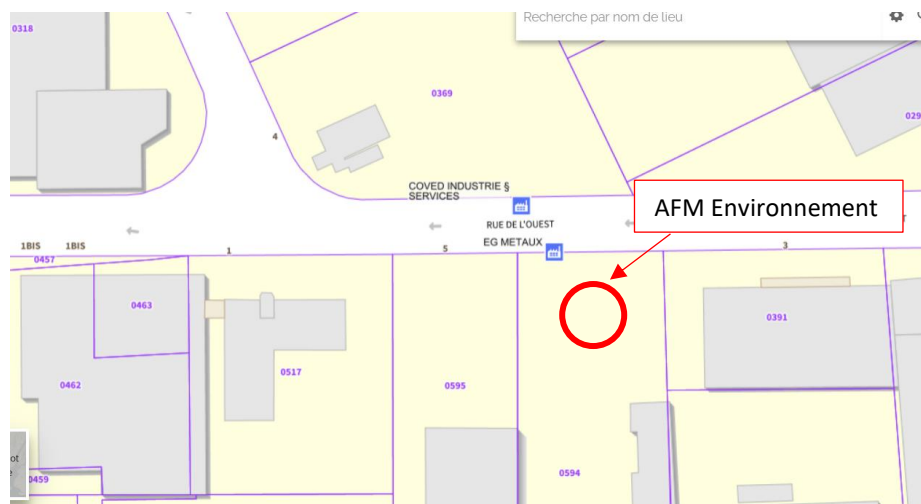 Recherche par nom de lieu
0318
0369
029
4
COVED INDUSTRIE §
SERVICES
AFM Environnement
RUE DE L'OUEST
EG METAUX
1BIS
1BIS
1
5
3
0457
0463
0391
0517
0462
0595
0594
ot
0459